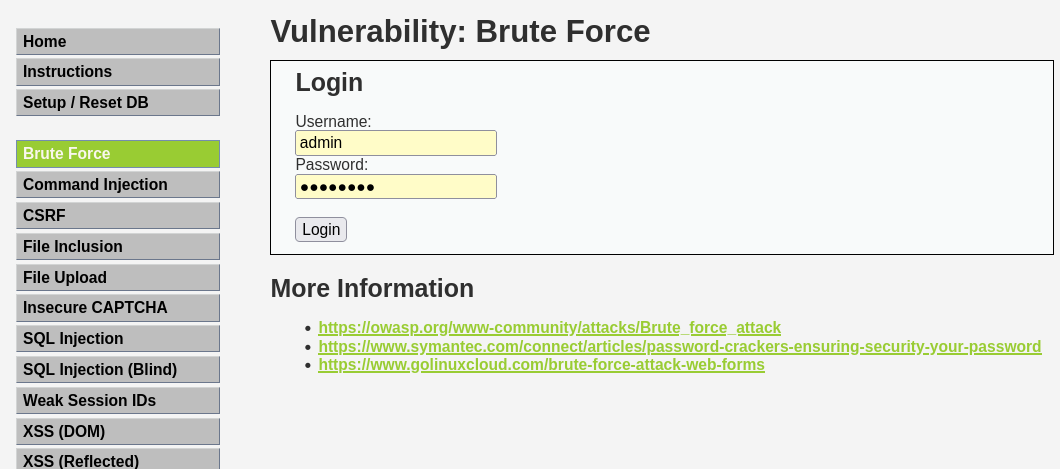 Home
Instructions
Setup / Reset DB
Brute Force
Command Injection
CSRF
File Inclusion
File Upload
Insecure CAPTCHA
SQL Injection
SQL Injection (Blind)
Weak Session IDs
XSS (DOM)
XSS (Reflected)
Vulnerability: Brute Force
Login
Username:
admin
Password:
●●●●●●●●
Login
More Information
• https://owasp.org/www-community/attacks/Brute_force_attack
• https://www.symantec.com/connect/articles/password-crackers-ensuring-security-your-password
• https://www.golinuxcloud.com/brute-force-attack-web-forms